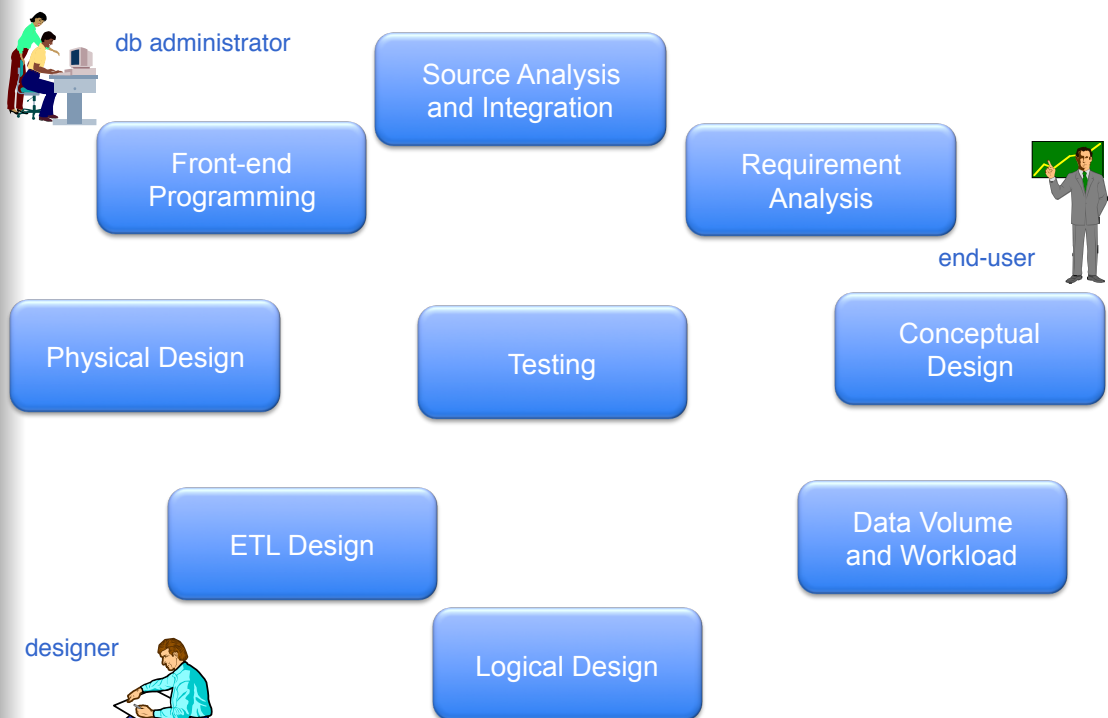 db administrator
Source Analysis
and Integration
Front-end
Programming
Requirement
Analysis
end-user
Physical Design
Testing
Conceptual
Design
ETL Design
Data Volume
and Workload
designer
Logical Design